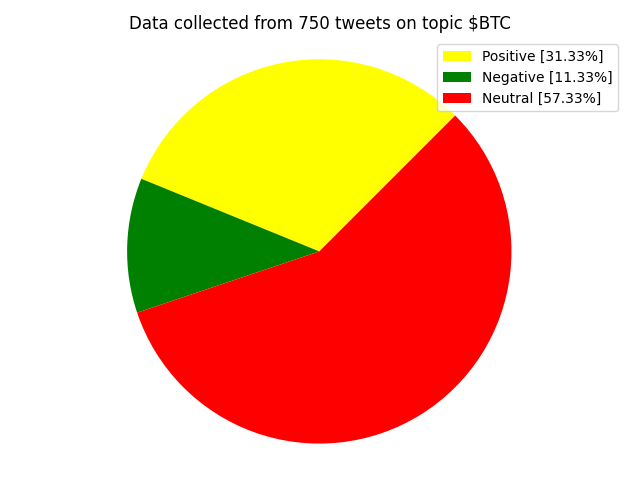 Data collected from 750 tweets on topic $BTC
Positive [31.33%]
Negative [11.33%]
Neutral [57.33%]